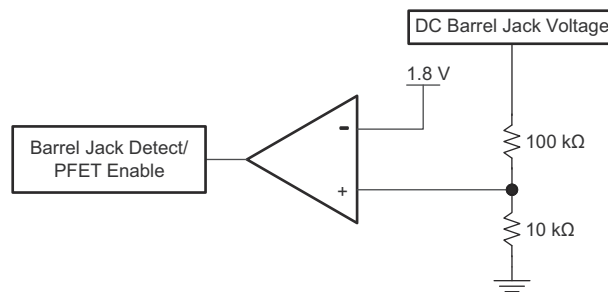 DC Barrel Jack Voltage
1.8 V
Barrel Jack Detect/
PFET Enable
-
+
100 kΩ
10 kΩ